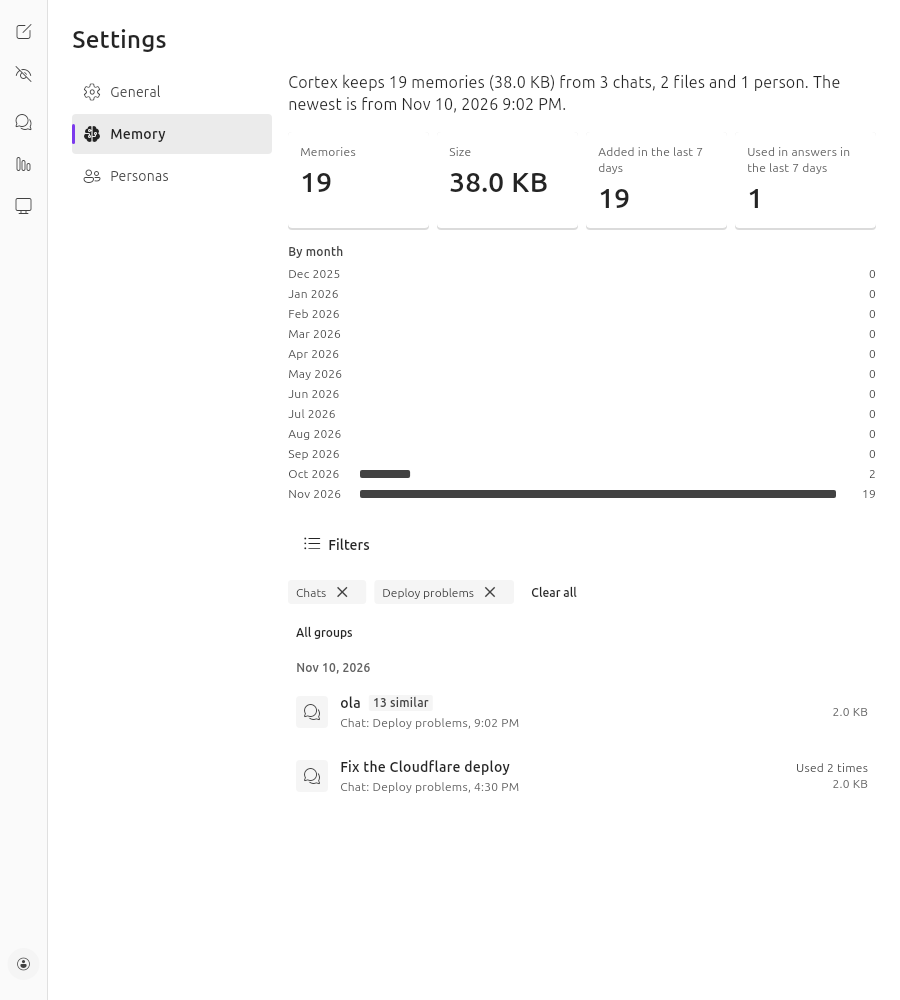 Settings
General
Memory
Personas
Cortex keeps 19 memories (38.0 KB) from 3 chats, 2 files and 1 person. The
newest is from Nov 10, 2026 9:02 PM.
Memories
19
Size
38.0 KB
Added in the last 7
days
19
Used in answers in
the last 7 days
1
By month
Dec 2025 0
Jan 2026 0
Feb 2026 0
Mar 2026 0
Apr 2026 0
May 2026 0
Jun 2026 0
Jul 2026 0
Aug 2026 0
Sep 2026 0
Oct 2026 2
Nov 2026 19
Filters
Chats Deploy problems Clear all
All groups
Nov 10, 2026
ola 13 similar
Chat: Deploy problems, 9:02 PM
2.0 KB
Fix the Cloudflare deploy
Chat: Deploy problems, 4:30 PM
Used 2 times
2.0 KB